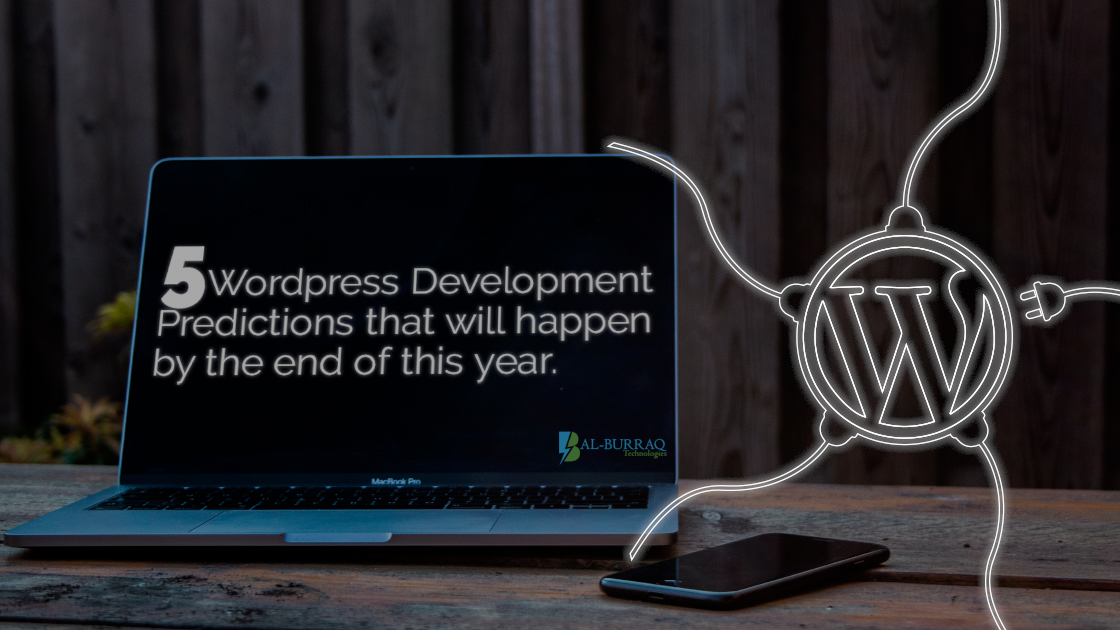 5 Wordpress Development
Predictions that will happen
by the end of this year.
AL-BURRAQ
Technologies
MacBook Pro